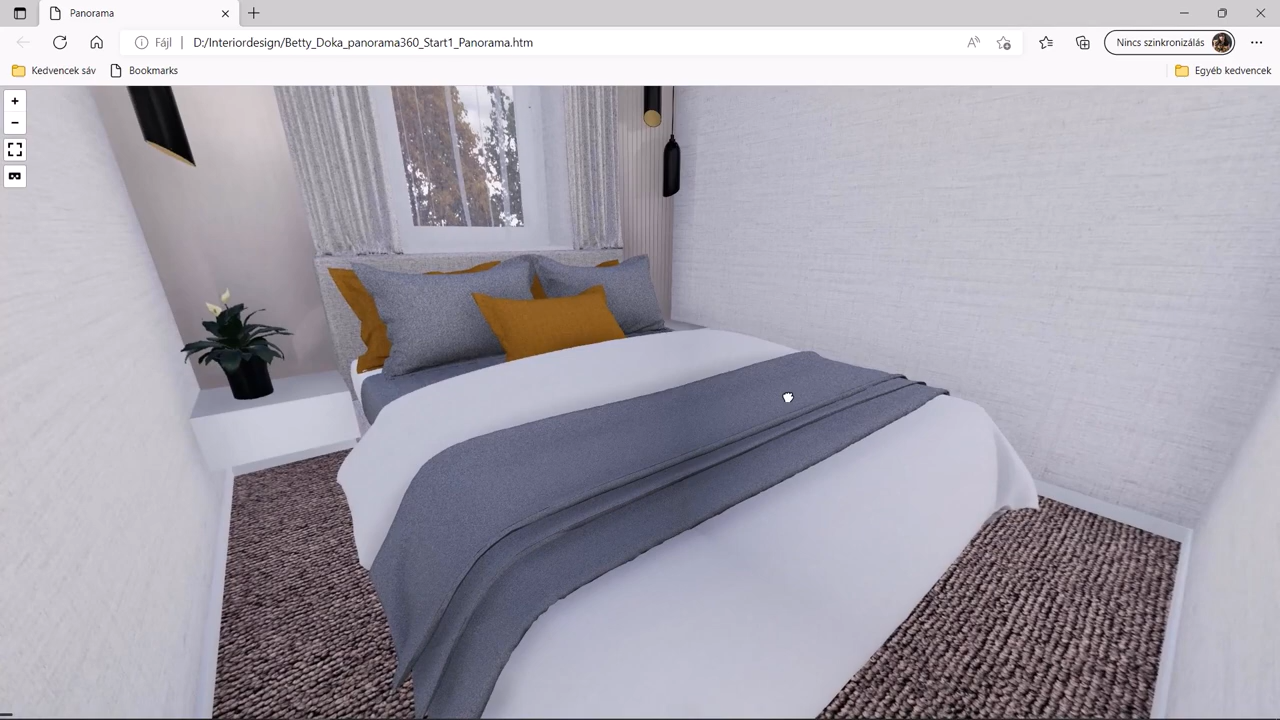 Panorama
Fájl
D:/Interiordesign/Betty_Doka_panorama360_Start1_Panorama.htm
Nincs szinkronizálás
Kedvencek sáv
Bookmarks
Egyéb kedvencek
+
−